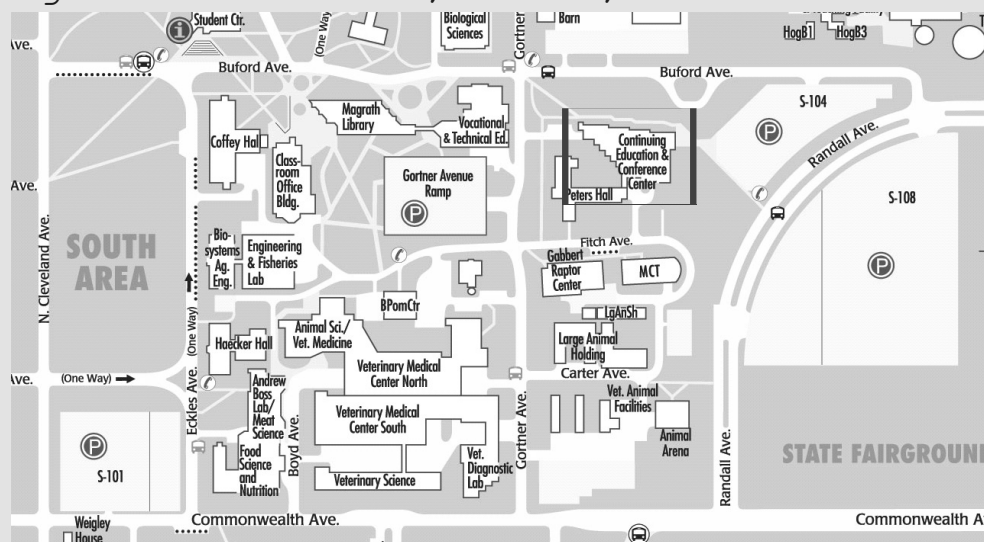 Student Ctr.
(One Way)
Biological
Sciences
Gortner
Barn
HogB1
HogB3
Ave.
Buford Ave.
Buford Ave.
S-104
P
Randall Ave.
Coffey Hall
Magrath
Library
Vocational
& Technical Ed.
Continuing
Education &
Conference
Center
Peters Hall
Class-
room
Office
Bldg.
Gortner Avenue
Ramp
P
Ave.
S-108
P
N. Cleveland Ave.
SOUTH
AREA
Bio-
systems
Ag.
Eng.
Engineering
& Fisheries
Lab
Fitch Ave.
Gabbert
Raptor
Center
MCT
BPomCtr
LgAnSh
(One Way)
Haecker Hall
Animal Sci./
Vet. Medicine
Large Animal
Holding
Veterinary Medical
Center North
Ave.
(One Way)
Carter Ave.
Eckles Ave.
Andrew
Boss
Lab/
Meat
Science
Boyd Ave.
Veterinary Medical
Center South
Gortner Ave.
Vet. Animal
Facilities
Animal
Arena
Randall Ave.
STATE FAIRGROUN
P
S-101
Food
Science
and
Nutrition
Veterinary Science
Vet.
Diagnostic
Lab
Commonwealth Ave.
Commonwealth A
Weigley
House